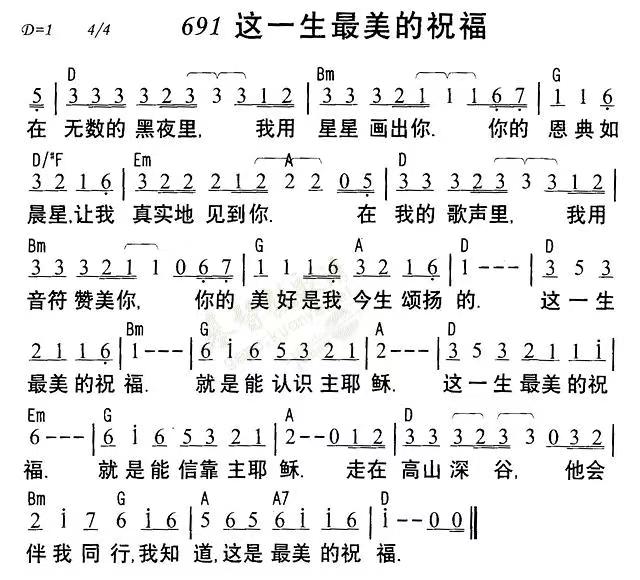 D=1 4/4 691 这一生最美的祝福
D Bm G
5 | 3 3 3 3 2 3 3 3 1 2 | 3 3 3 2 1 1 1 6 7 | 1 1 6
在 无数的黑夜里, 我用 星星画出你. 你的 恩典如
D/#F Em A D
3 2 1 6 | 3 2 2 2 1 2 2 2 0 5 | 3 3 3 2 3 3 3 1 2 |
晨星,让我 真实地 见到你. 在 我的歌声里, 我用
Bm G A D D
3 3 3 2 1 1 0 6 7 | 1 1 1 6 3 2 1 6 | 1 - - - | 3 5 3
音符赞美你, 你的 美好是我 今生颂扬 的. 这一生
Bm G A D
2 1 1 6 | 1 - - - | 6 i 6 5 3 2 1 | 2 - - - | 3 5 3 2 1 1 i |
最美的祝 福. 就是能认识主耶 稣. 这一生最美的祝
Em G A D
6 - - - | 6 i 6 5 3 2 1 | 2 - - 0 1 2 | 3 3 3 2 3 3 0 3 2 |
福. 就是能信靠主耶 稣. 走在 高山深 谷, 他会
Bm G A A7 D
2 i 7 6 i 6 | 5 6 5 6 i 6 | i - - 0 0 ||
伴我同行,我知 道,这是最美的祝 福.